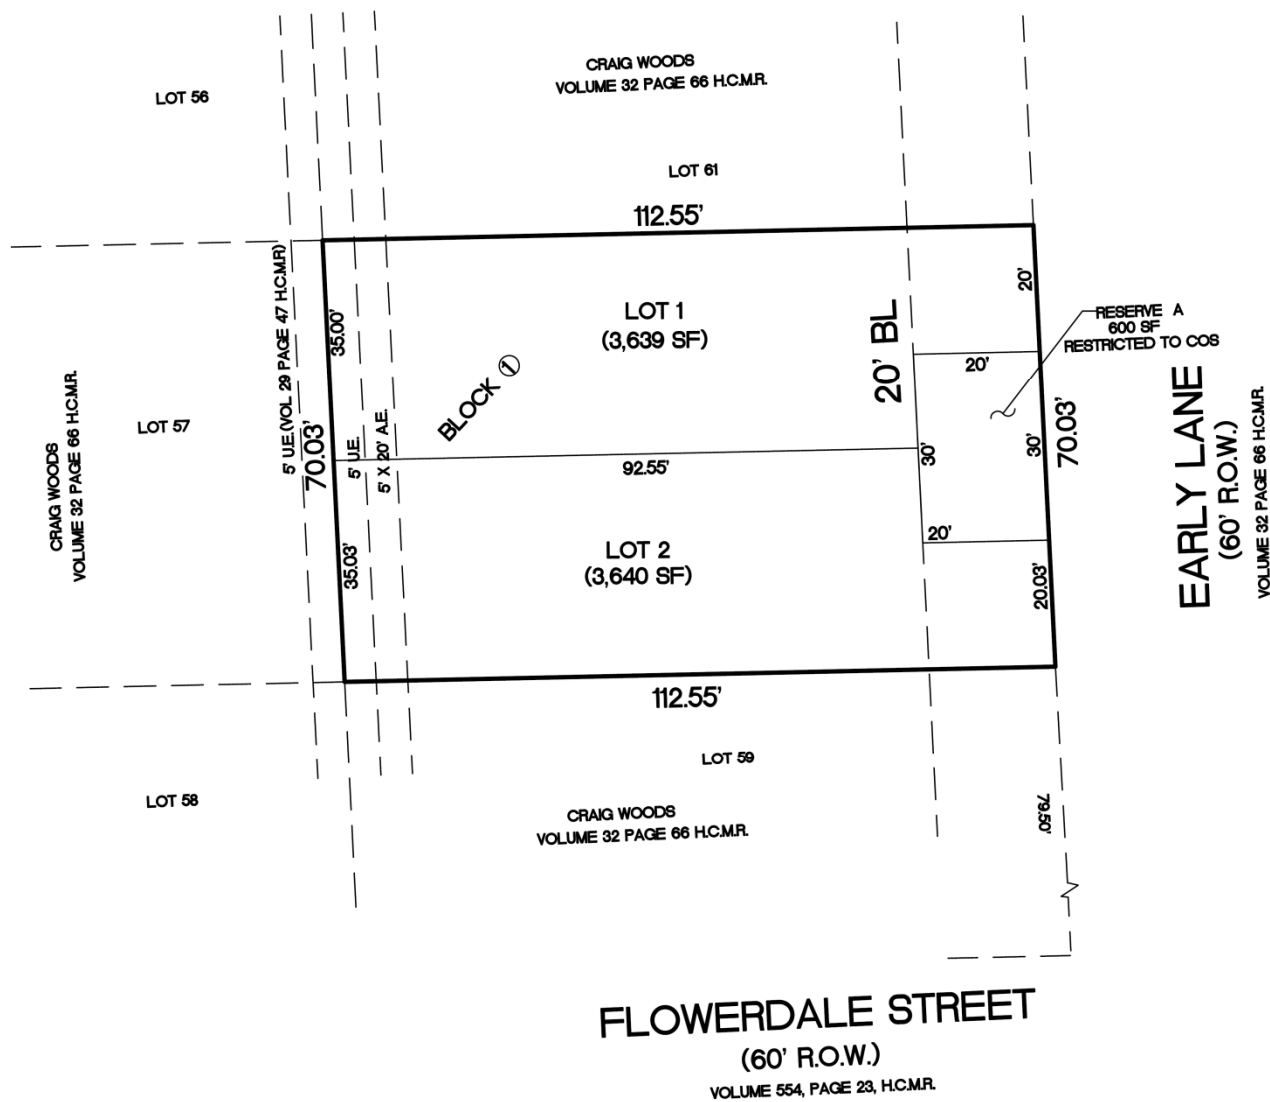 CRAIG WOODS
VOLUME 32 PAGE 66 H.C.M.R.
LOT 56
LOT 61
112.55'
5' U.E.(VOL 29 PAGE 47 H.C.M.R)
35.00'
LOT 1
(3,639 SF)
20' BL
20'
RESERVE A
600 SF
RESTRICTED TO COS
20'
BLOCK 1
CRAIG WOODS
VOLUME 32 PAGE 66 H.C.M.R.
LOT 57
70.03'
5' U.E.
5' X 20' A.E.
92.55'
30'
30'
70.03'
EARLY LANE
(60' R.O.W.)
VOLUME 32 PAGE 66 H.C.M.R.
35.03'
LOT 2
(3,640 SF)
20'
20.03'
112.55'
LOT 59
LOT 58
CRAIG WOODS
VOLUME 32 PAGE 66 H.C.M.R.
79.50'
FLOWERDALE STREET
(60' R.O.W.)
VOLUME 554, PAGE 23, H.C.M.R.